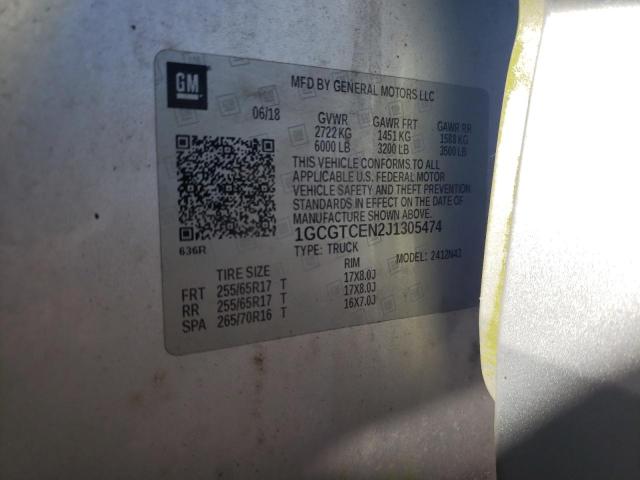 GM
MFD BY GENERAL MOTORS LLC
06/18
GVWR GAWR FRT GAWR RR
2722 KG 1451 KG 1588 KG
6000 LB 3200 LB 3500 LB
THIS VEHICLE CONFORMS TO ALL
APPLICABLE U.S. FEDERAL MOTOR
VEHICLE SAFETY AND THEFT PREVENTION
STANDARDS IN EFFECT ON THE DATE OF
MANUFACTURE SHOWN ABOVE.
1GCGTCEN2J1305474
TYPE: TRUCK MODEL: 2412N43
636R
TIRE SIZE RIM
FRT 255/65R17 T 17X8.0J
RR 255/65R17 T 17X8.0J
SPA 265/70R16 T 16X7.0J